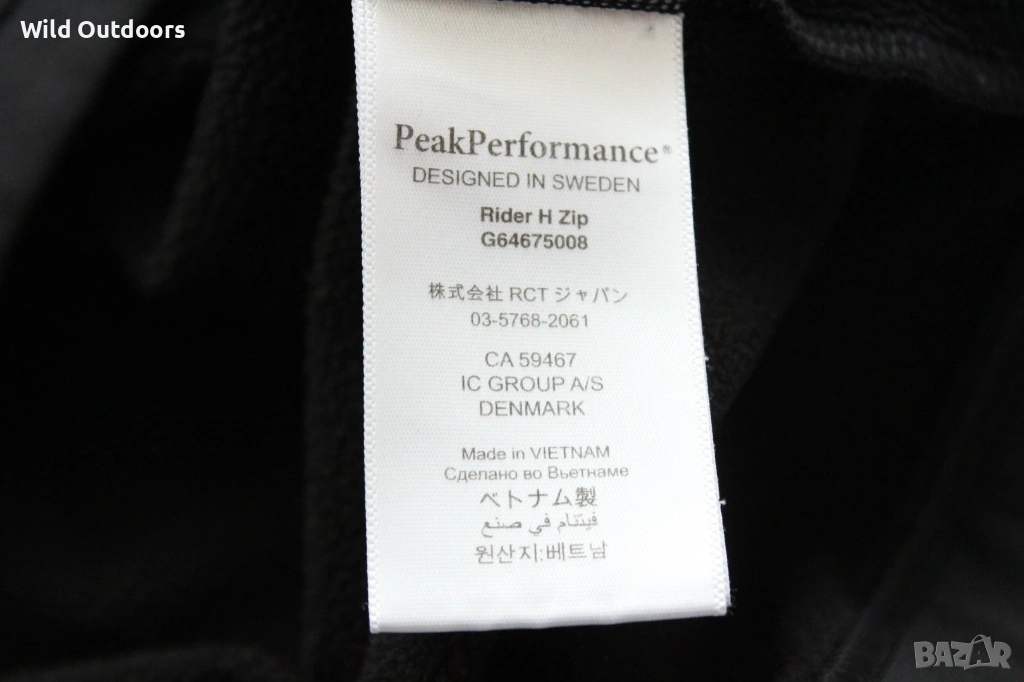 Wild Outdoors
PeakPerformance®
DESIGNED IN SWEDEN
Rider H Zip
G64675008
株式会社 RCT ジャパン
03-5768-2061
CA 59467
IC GROUP A/S
DENMARK
Made in VIETNAM
Сделано во Вьетнаме
ベトナム製
فيتنام في صنع
원산지:베트남
BAZAR